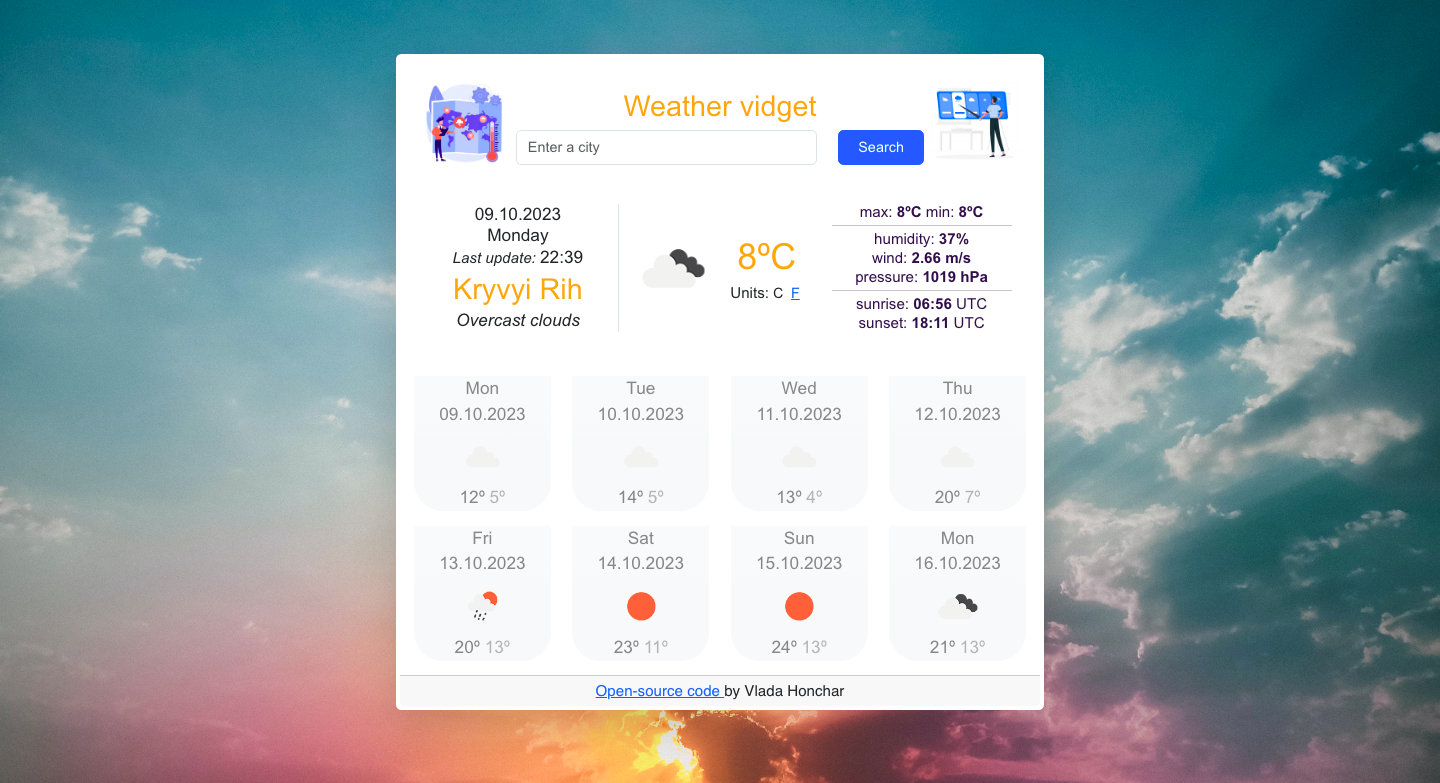 Weather vidget
Enter a city
Search
09.10.2023
Monday
Last update: 22:39
Kryvyi Rih
Overcast clouds
8ºC
Units: C F
max: 8ºC min: 8ºC
humidity: 37%
wind: 2.66 m/s
pressure: 1019 hPa
sunrise: 06:56 UTC
sunset: 18:11 UTC
Mon
09.10.2023
12º 5º
Tue
10.10.2023
14º 5º
Wed
11.10.2023
13º 4º
Thu
12.10.2023
20º 7º
Fri
13.10.2023
20º 13º
Sat
14.10.2023
23º 11º
Sun
15.10.2023
24º 13º
Mon
16.10.2023
21º 13º
Open-source code by Vlada Honchar